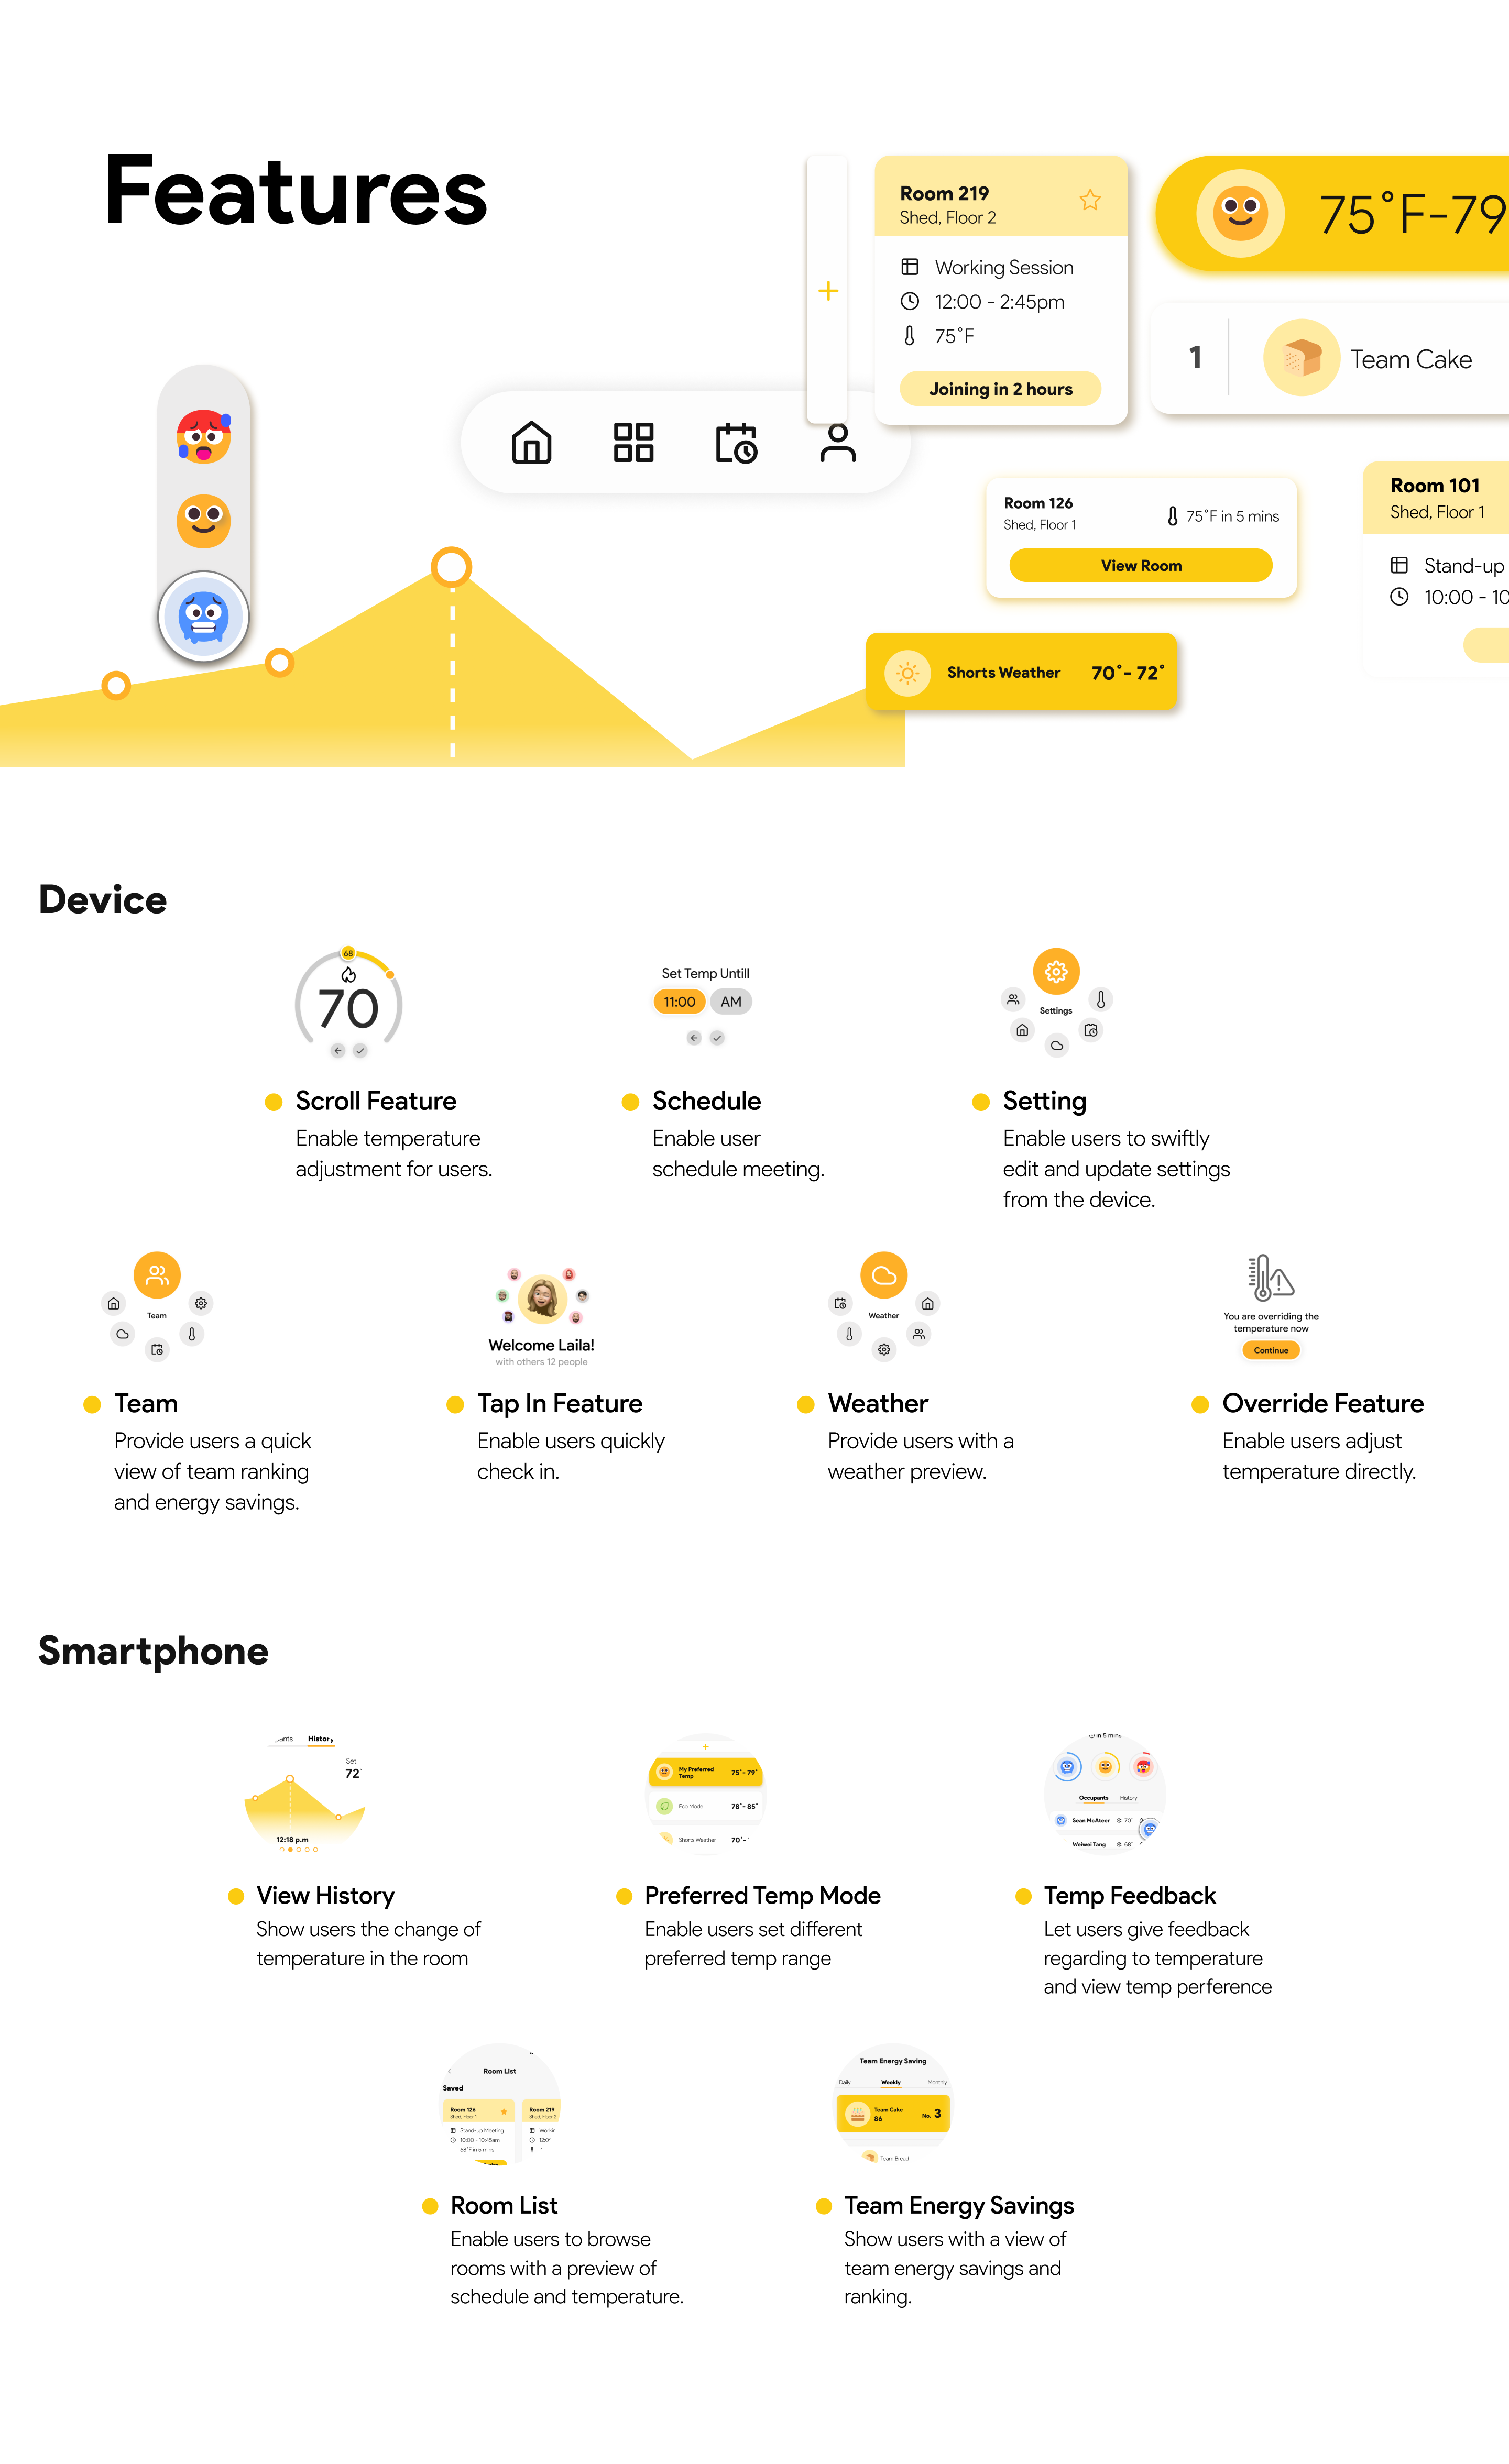 Features
Room 219
Shed, Floor 2
Working Session
12:00 - 2:45pm
75°F
Joining in 2 hours
75°F-79
1
Team Cake
Room 126
Shed, Floor 1
75°F in 5 mins
View Room
Room 101
Shed, Floor 1
Stand-up
10:00 - 10
Shorts Weather
70°- 72°
Device
68
70
Scroll Feature
Enable temperature
adjustment for users.
Set Temp Untill
11:00
AM
Schedule
Enable user
schedule meeting.
Settings
Setting
Enable users to swiftly
edit and update settings
from the device.
Team
Team
Provide users a quick
view of team ranking
and energy savings.
Welcome Laila!
with others 12 people
Tap In Feature
Enable users quickly
check in.
Weather
Weather
Provide users with a
weather preview.
You are overriding the
temperature now
Continue
Override Feature
Enable users adjust
temperature directly.
Smartphone
History
Set
72°
12:18 p.m
View History
Show users the change of
temperature in the room
My Preferred
Temp
75°- 79°
Eco Mode
78°- 85°
Shorts Weather
70°-
Preferred Temp Mode
Enable users set different
preferred temp range
in 5 mins
Occupants
History
Sean McAteer
70°
Weiwei Tang
68°
Temp Feedback
Let users give feedback
regarding to temperature
and view temp perference
Room List
Saved
Room 126
Shed, Floor 1
Stand-up Meeting
10:00 - 10:45am
68°F in 5 mins
Room 219
Shed, Floor 2
Room List
Enable users to browse
rooms with a preview of
schedule and temperature.
Team Energy Saving
Daily
Weekly
Monthly
Team Cake
86
No. 3
Team Bread
Team Energy Savings
Show users with a view of
team energy savings and
ranking.